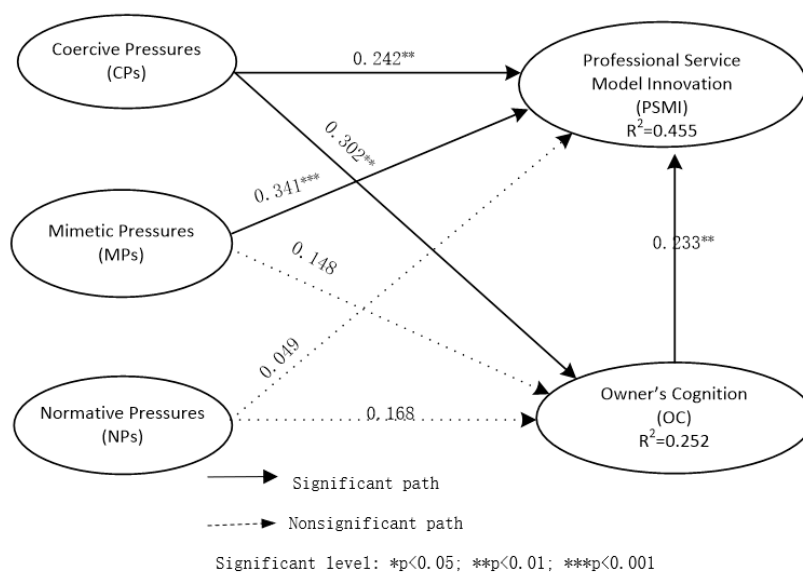 Coercive Pressures
(CPs)
0.242**
Professional Service
Model Innovation
(PSMI)
R²=0.455
0.302**
0.341***
Mimetic Pressures
(MPs)
0.148
0.233**
0.049
Normative Pressures
(NPs)
0.168
Owner's Cognition
(OC)
R²=0.252
Significant path
Nonsignificant path
Significant level: *p<0.05; **p<0.01; ***p<0.001